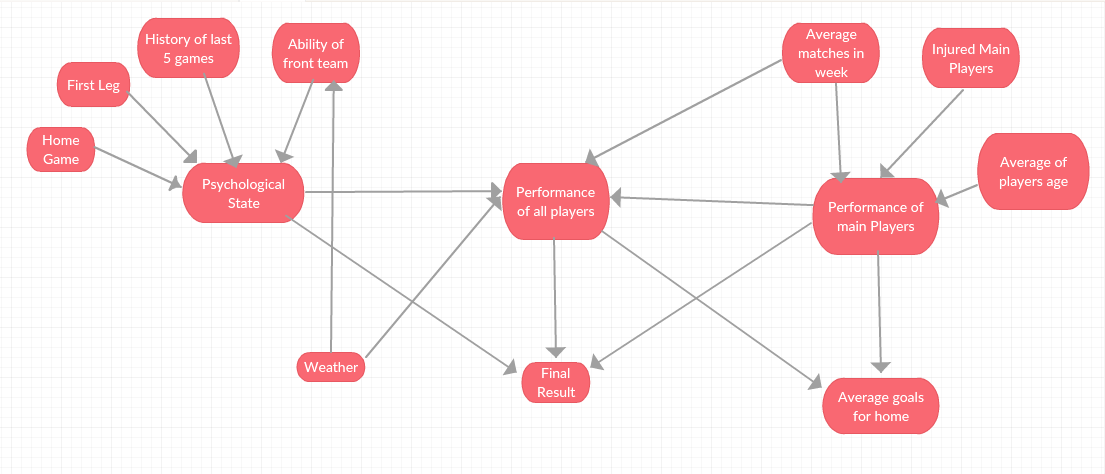 History of last
5 games
Ability of
front team
Average
matches in
week
Injured Main
Players
First Leg
Home
Game
Average of
players age
Psychological
State
Performance
of all players
Performance of
main Players
Weather
Final
Result
Average goals
for home